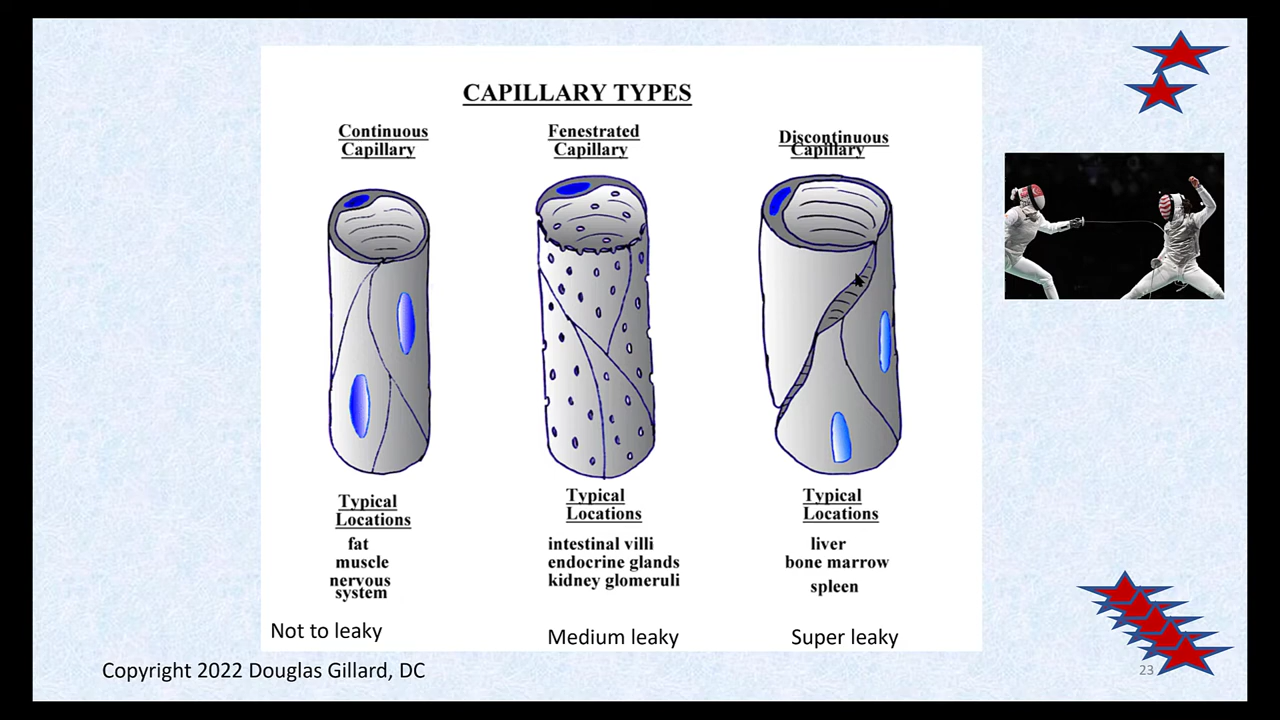 CAPILLARY TYPES
Continuous
Capillary
Fenestrated
Capillary
Discontinuous
Capillary
Typical
Locations
fat
muscle
nervous
system
Not to leaky
Typical
Locations
intestinal villi
endocrine glands
kidney glomeruli
Medium leaky
Typical
Locations
liver
bone marrow
spleen
Super leaky
Copyright 2022 Douglas Gillard, DC
23